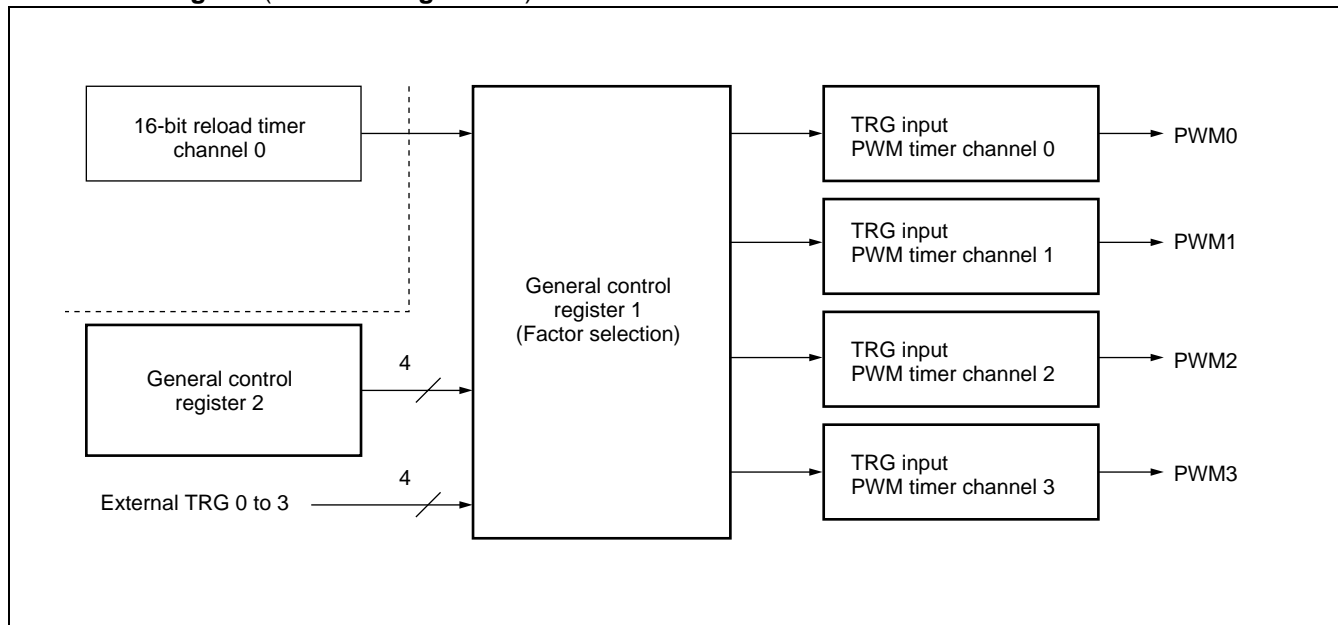 16-bit reload timer
channel 0
General control
register 2
4
External TRG 0 to 3
4
General control
register 1
(Factor selection)
TRG input
PWM timer channel 0
PWM0
TRG input
PWM timer channel 1
PWM1
TRG input
PWM timer channel 2
PWM2
TRG input
PWM timer channel 3
PWM3